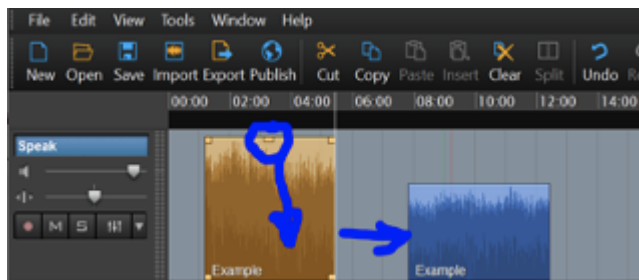 File Edit View Tools Window Help
New Open Save Import Export Publish Cut Copy Paste Insert Clear Split Undo
00:00 02:00 04:00 06:00 08:00 10:00 12:00 14:00
Speak
M S
Example Example